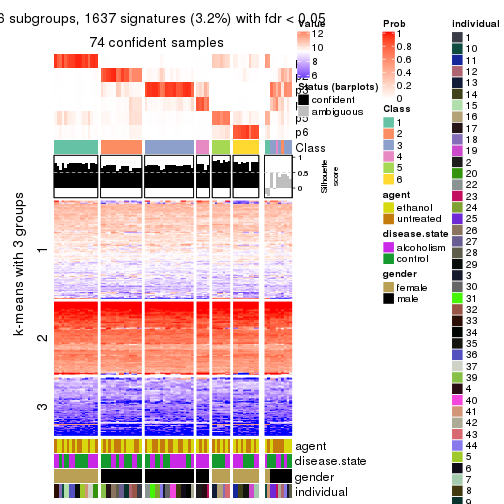 6 subgroups, 1637 signatures (3.2%) with fdr < 0.05
74 confident samples
p5
p6
Class
1
0.5
0
Silhouette
score
k-means with 3 groups
1
2
3
agent
disease.state
gender
individual
Value
12
10
8
6
Status (barplots)
confident
ambiguous
Prob
1
0.8
0.6
0.4
0.2
0
Class
1
2
3
4
5
6
agent
ethanol
untreated
disease.state
alcoholism
control
gender
female
male
individual
1
10
11
12
13
14
15
16
17
18
19
2
20
22
23
24
25
26
27
28
29
3
30
31
32
33
34
35
36
37
39
4
40
41
42
43
44
5
6
7
8
9